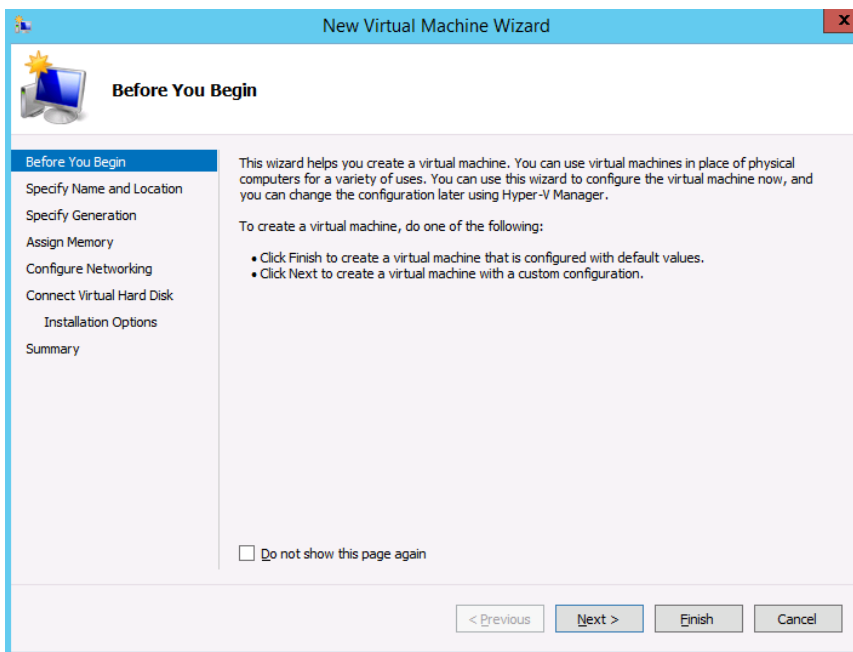 New Virtual Machine Wizard
x
Before You Begin
Before You Begin
Specify Name and Location
Specify Generation
Assign Memory
Configure Networking
Connect Virtual Hard Disk
Installation Options
Summary
This wizard helps you create a virtual machine. You can use virtual machines in place of physical
computers for a variety of uses. You can use this wizard to configure the virtual machine now, and
you can change the configuration later using Hyper-V Manager.
To create a virtual machine, do one of the following:
• Click Finish to create a virtual machine that is configured with default values.
• Click Next to create a virtual machine with a custom configuration.
Do not show this page again
< Previous
Next >
Finish
Cancel